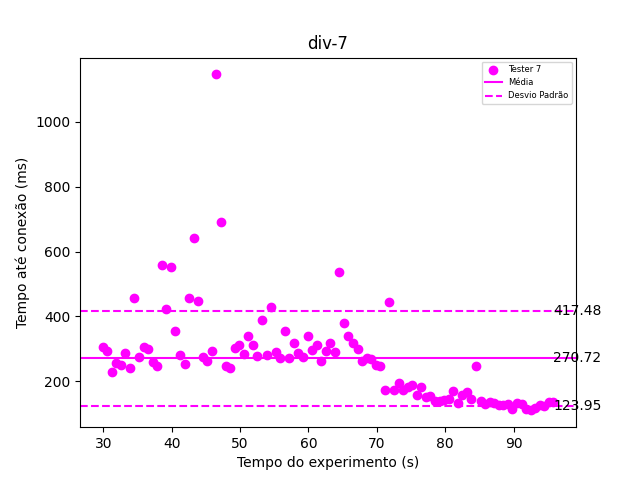 div-7
Tester 7
Média
Desvio Padrão
Tempo até conexão (ms)
1000
800
600
400
200
417.48
270.72
123.95
30 40 50 60 70 80 90
Tempo do experimento (s)